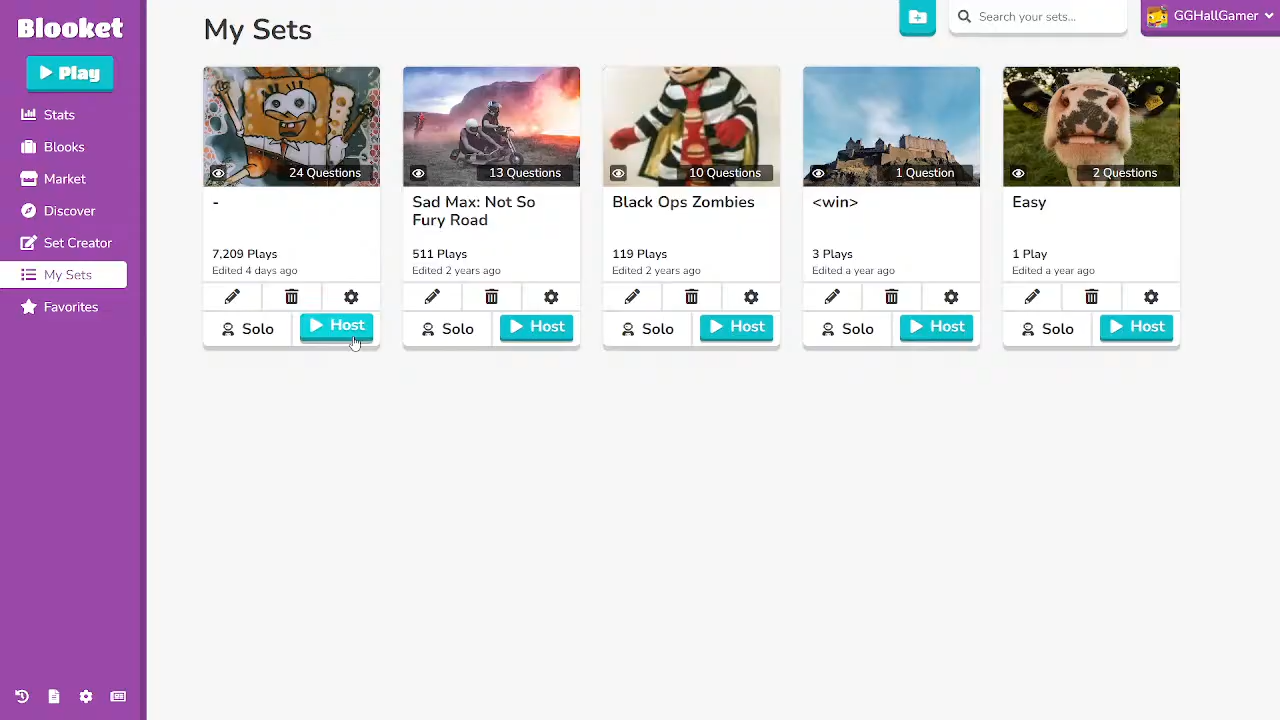 Blooket
Play
Stats
Blooks
Market
Discover
Set Creator
My Sets
Favorites
My Sets
Search your sets...
GGHallGamer
24 Questions
-
7,209 Plays
Edited 4 days ago
Solo
Host
13 Questions
Sad Max: Not So
Fury Road
511 Plays
Edited 2 years ago
Solo
Host
10 Questions
Black Ops Zombies
119 Plays
Edited 2 years ago
Solo
Host
1 Question
<win>
3 Plays
Edited a year ago
Solo
Host
2 Questions
Easy
1 Play
Edited a year ago
Solo
Host